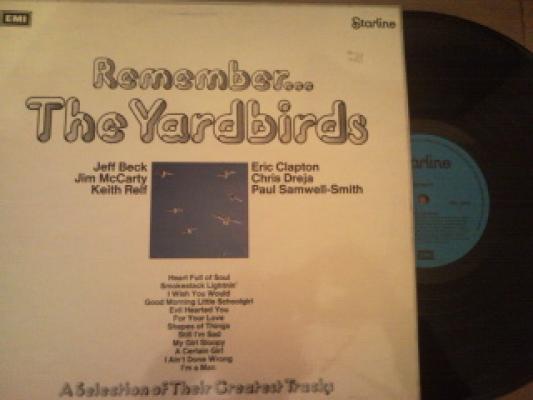 EMI
Starline
Remember...
The Yardbirds
Jeff Beck
Jim McCarty
Keith Relf
Eric Clapton
Chris Dreja
Paul Samwell-Smith
Heart Full of Soul
Smokestack Lightnin'
I Wish You Would
Good Morning Little Schoolgirl
Evil Hearted You
For Your Love
Shapes of Things
Still I'm Sad
My Girl Sloopy
A Certain Girl
I Ain't Done Wrong
I'm a Man
A Selection of Their Greatest Tracks
Starline
EMI